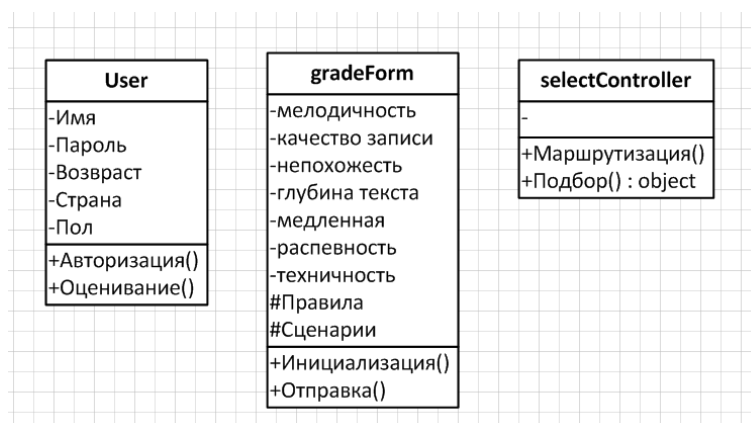 User
-Имя
-Пароль
-Возвраст
-Страна
-Пол
+Авторизация()
+Оценивание()
gradeForm
-мелодичность
-качество записи
-непохожесть
-глубина текста
-медленная
-распевность
-техничность
#Правила
#Сценарии
+Инициализация()
+Отправка()
selectController
-
+Маршрутизация()
+Подбор() : object